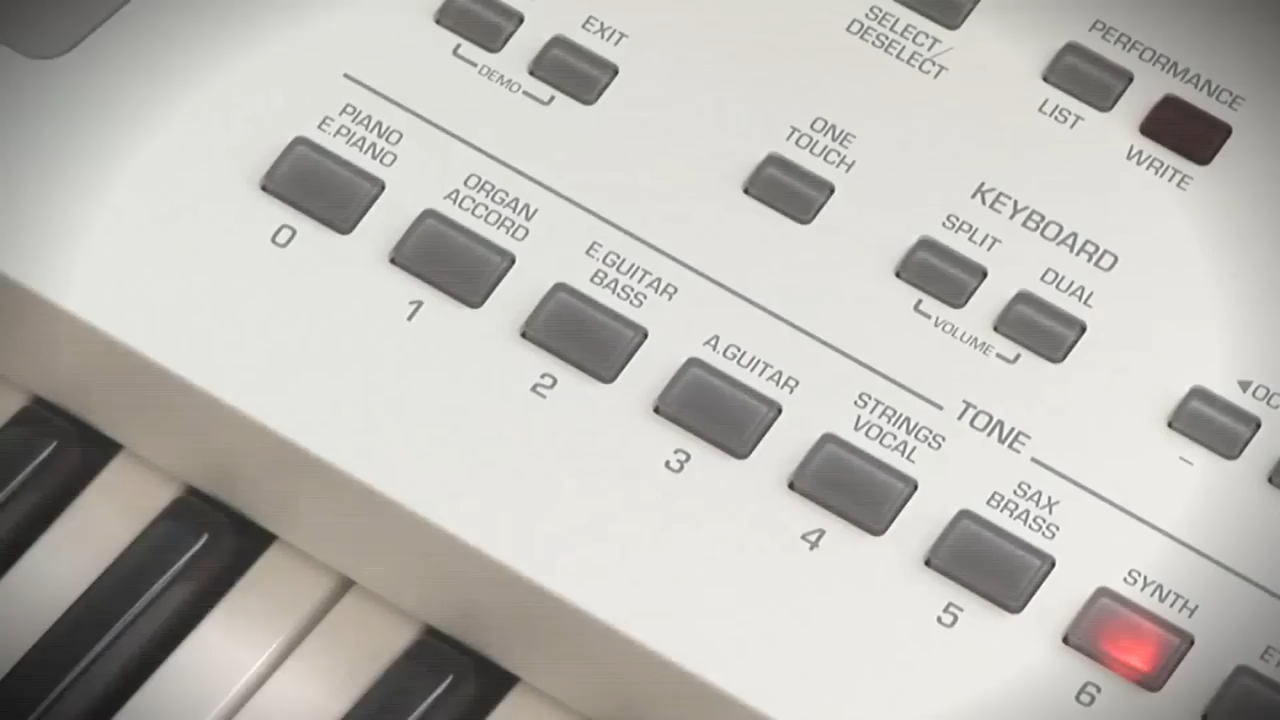 EXIT
DEMO
SELECT/
DESELECT
PERFORMANCE
LIST
WRITE
ONE
TOUCH
KEYBOARD
SPLIT
DUAL
VOLUME
TONE
PIANO
E.PIANO
0
ORGAN
ACCORD
1
E.GUITAR
BASS
2
A.GUITAR
3
STRINGS
VOCAL
4
SAX
BRASS
5
SYNTH
6
◀OC
–